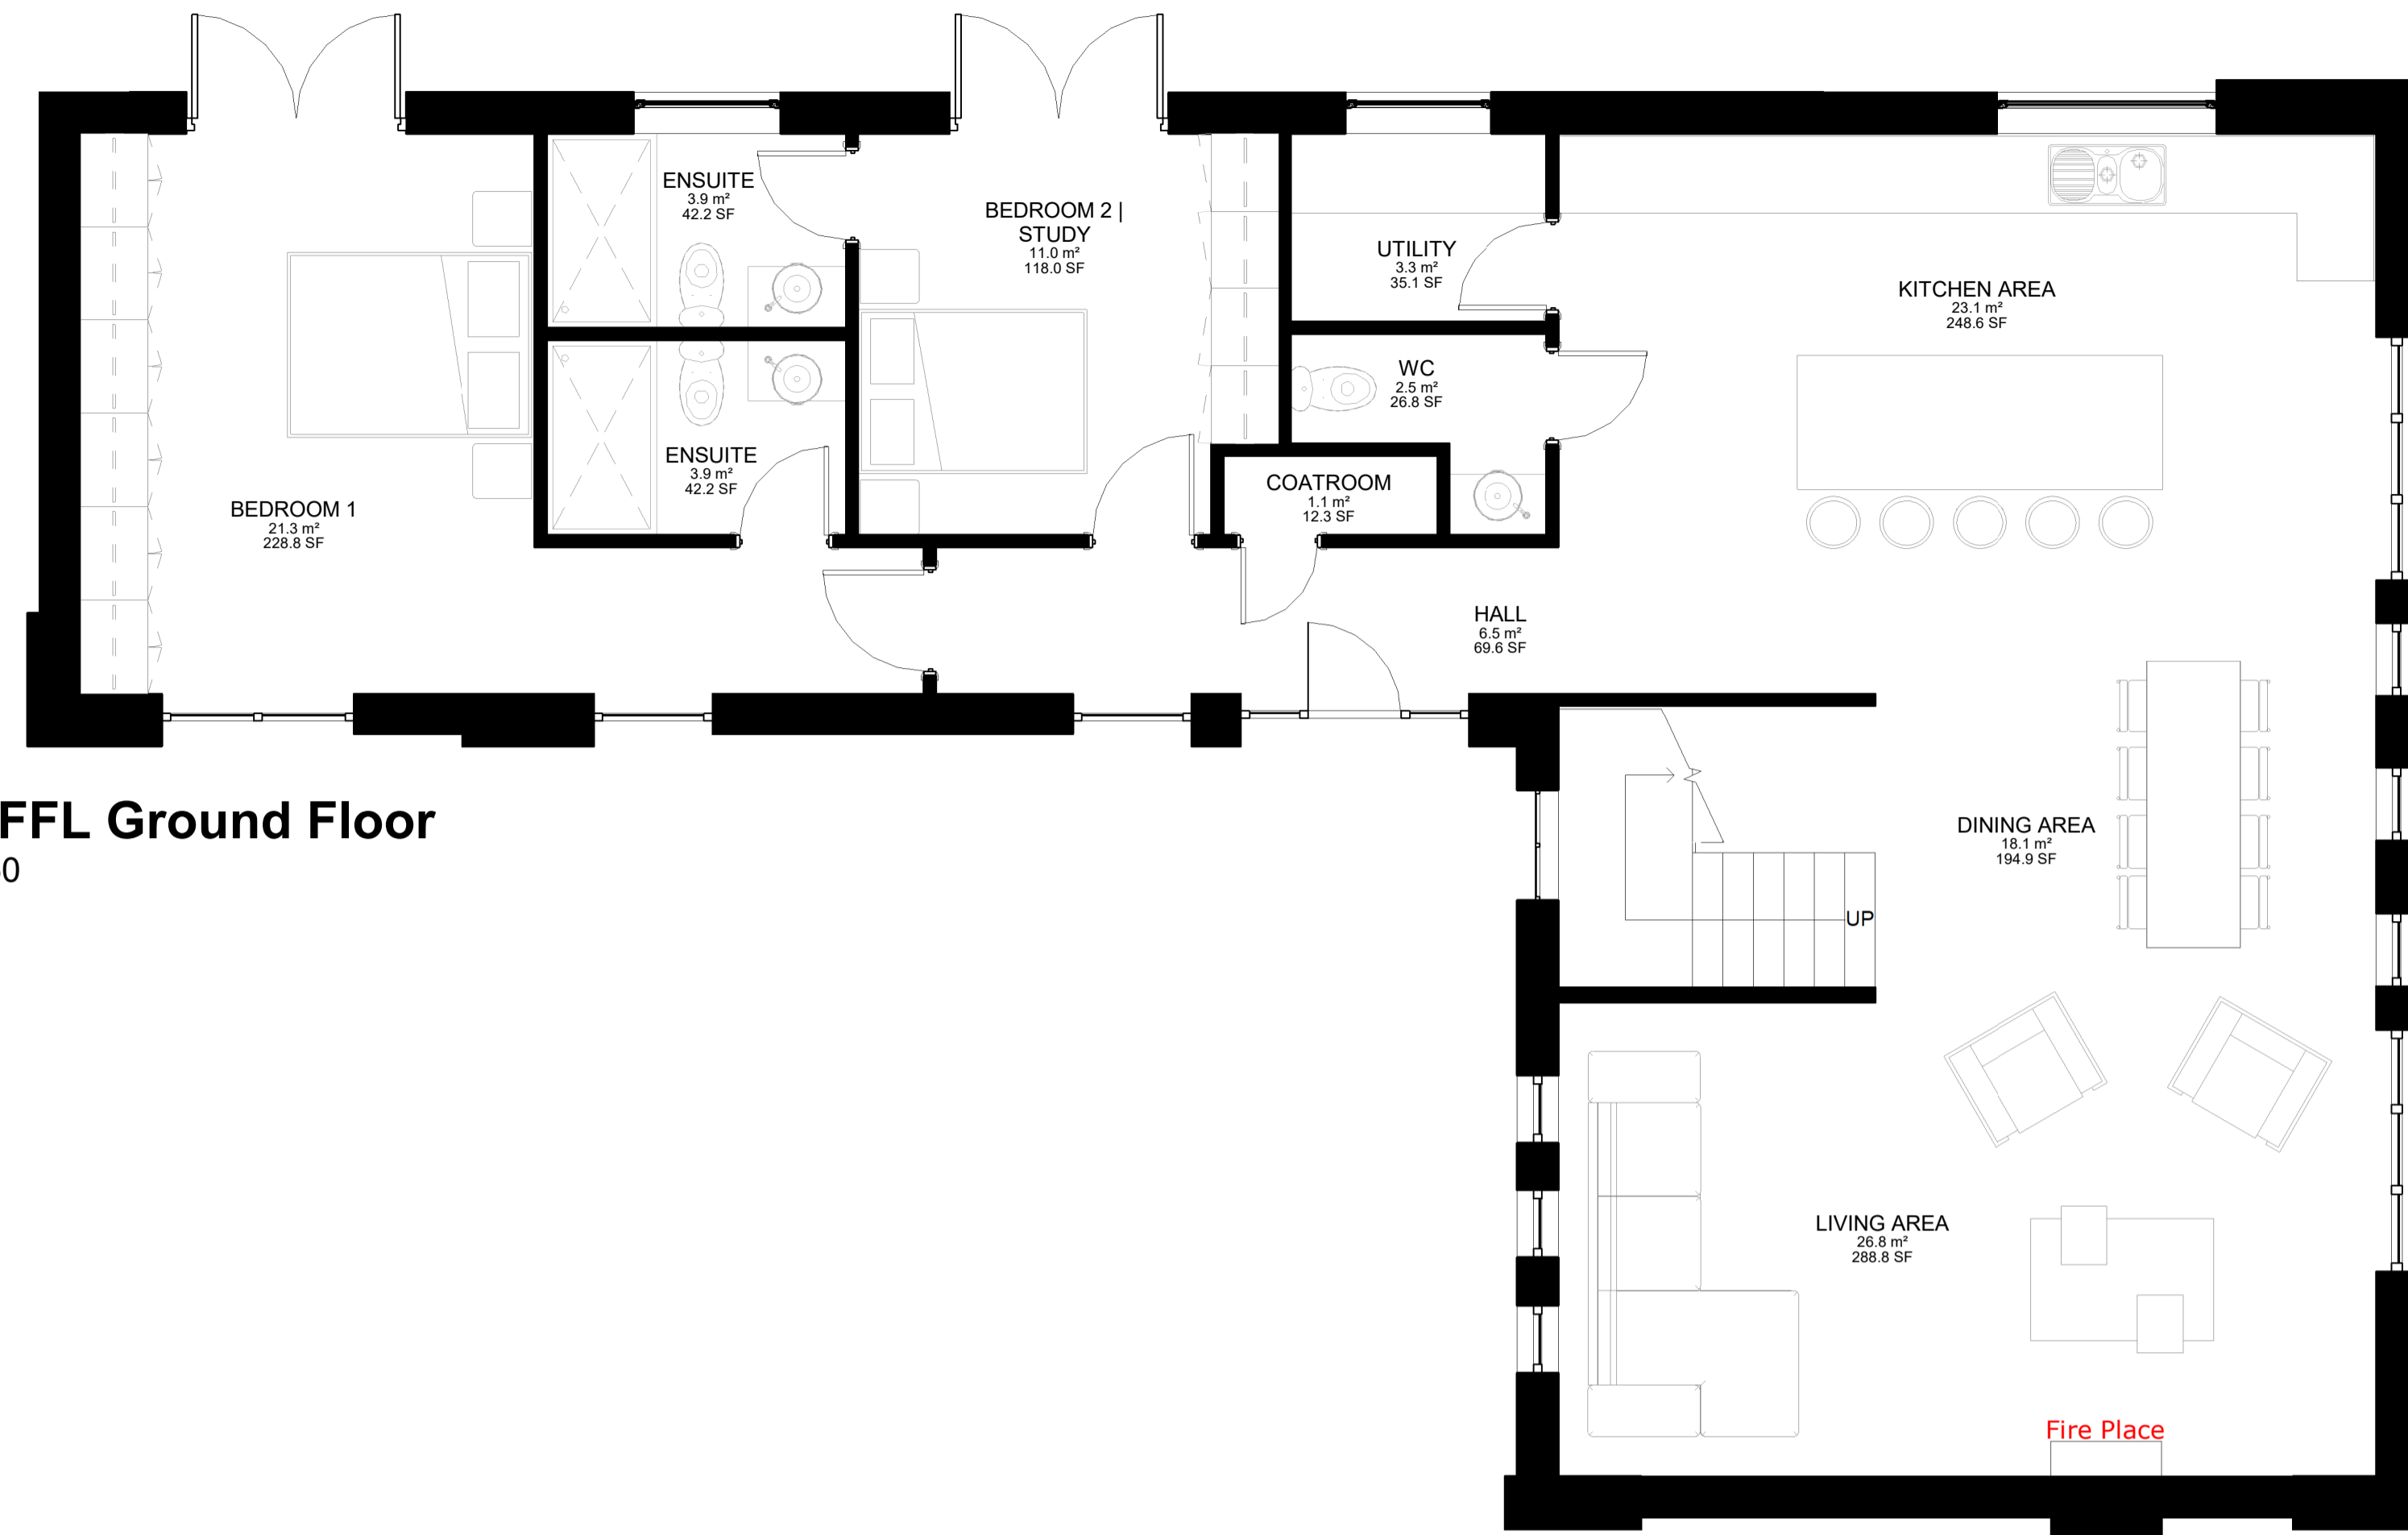 ENSUITE
3.9 m²
42.2 SF
BEDROOM 2 |
STUDY
11.0 m²
118.0 SF
UTILITY
3.3 m²
35.1 SF
KITCHEN AREA
23.1 m²
248.6 SF
WC
2.5 m²
26.8 SF
ENSUITE
3.9 m²
42.2 SF
COATROOM
1.1 m²
12.3 SF
BEDROOM 1
21.3 m²
228.8 SF
HALL
6.5 m²
69.6 SF
FFL Ground Floor
0
DINING AREA
18.1 m²
194.9 SF
UP
LIVING AREA
26.8 m²
288.8 SF
Fire Place